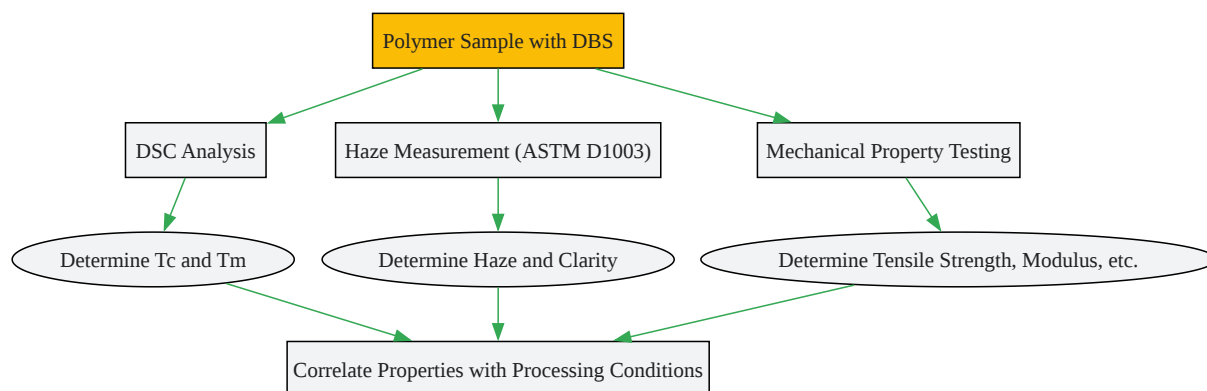 Polymer Sample with DBS
DSC Analysis
Haze Measurement (ASTM D1003)
Mechanical Property Testing
Determine Tc and Tm
Determine Haze and Clarity
Determine Tensile Strength, Modulus, etc.
Correlate Properties with Processing Conditions